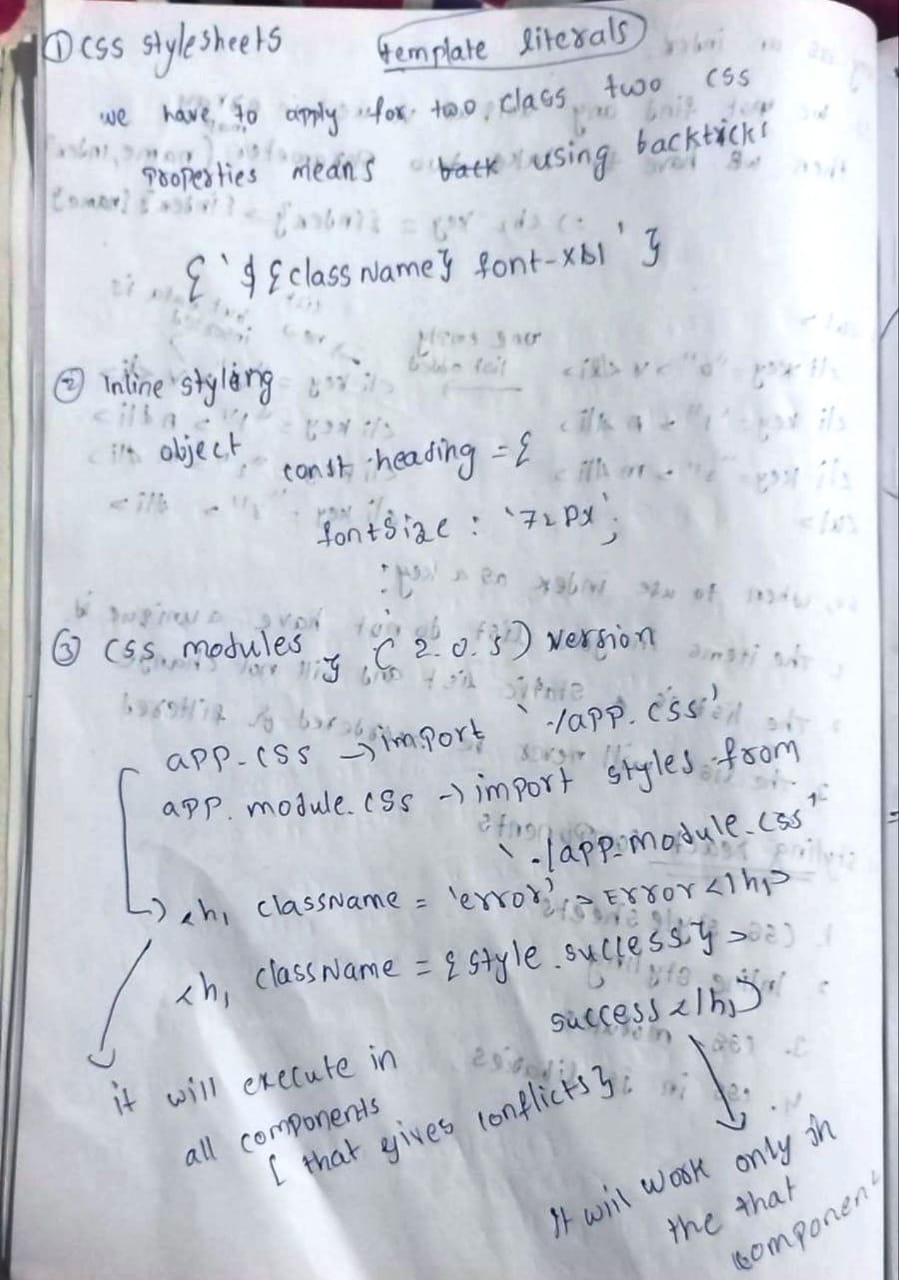 ① CSS stylesheets
template literals
we have to apply for two class two CSS
properties means back using backticks
{ ` $ {className} font-xbl ' }
② Inline styling
object
const heading = {
fontSize : '72px';
}
③ CSS modules (2.0.5) version
app.css → import './app.css'
app.module.css → import styles from
'./app.module.css'
<h1 className = 'error'> Error </h1>
<h1 className = {style.success} >
success </h1>
it will execute in
all components
[ that gives conflicts }
It will work only in
the that
component